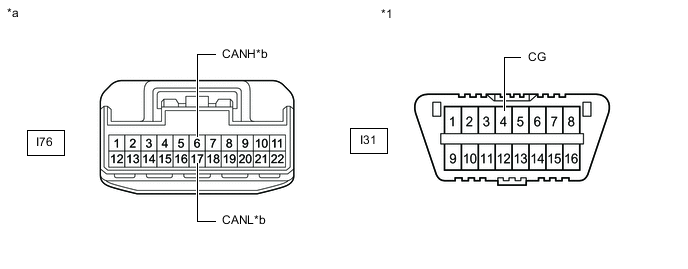 *a
*1
CANH*b
CG
I76
1 2 3 4 5 6 7 8 9 10 11
12 13 14 15 16 17 18 19 20 21 22
I31
1 2 3 4 5 6 7 8
9 10 11 12 13 14 15 16
CANL*b